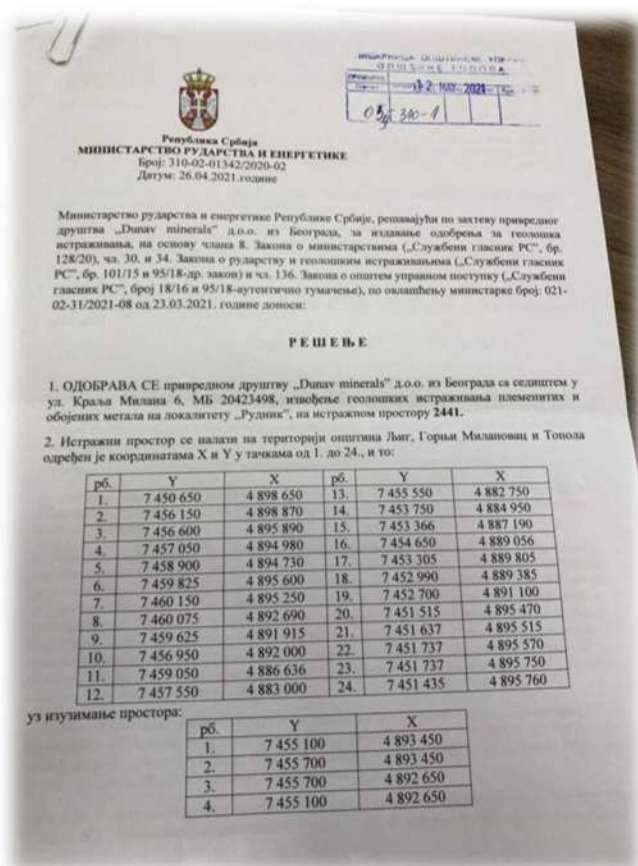 12. МАЈ 2021
031 340-1
Република Србија
МИНИСТАРСТВО РУДАРСТВА И ЕНЕРГЕТИКЕ
Број: 310-02-01342/2020-02
Датум: 26.04.2021.године
Министарство рударства и енергетике Републике Србије, решавајући по захтеву привредног
друштва „Dunav minerals” д.о.о. из Београда, за издавање одобрења за геолошка
истраживања, на основу члана 8. Закона о министарствима („Службени гласник РС”, бр.
128/20), чл. 30. и 34. Закона о рударству и геолошким истраживањима („Службени гласник
РС”, бр. 101/15 и 95/18-др. закон) и чл. 136. Закона о општем управном поступку („Службени
гласник РС”, број 18/16 и 95/18-аутентично тумачење), по овлашћењу министарке број: 021-
02-31/2021-08 од 23.03.2021. године доноси:
Р Е Ш Е Њ Е
1. ОДОБРАВА СЕ привредном друштву „Dunav minerals” д.о.о. из Београда са седиштем у
ул. Краља Милана 6, МБ 20423498, извођење геолошких истраживања племенитих и
обојених метала на локалитету „Рудник”, на истражном простору 2441.
2. Истражни простор се налази на територији општина Љиг, Горњи Милановац и Топола
одређен је координатама X и Y у тачкама од 1. до 24., и то:
рб. Y X рб. Y X
1. 7 450 650 4 898 650 13. 7 455 550 4 882 750
2. 7 456 150 4 898 870 14. 7 453 750 4 884 950
3. 7 456 600 4 895 890 15. 7 453 366 4 887 190
4. 7 457 050 4 894 980 16. 7 454 650 4 889 056
5. 7 458 900 4 894 730 17. 7 453 305 4 889 805
6. 7 459 825 4 895 600 18. 7 452 990 4 889 385
7. 7 460 150 4 895 250 19. 7 452 700 4 891 100
8. 7 460 075 4 892 690 20. 7 451 515 4 895 470
9. 7 459 625 4 891 915 21. 7 451 637 4 895 515
10. 7 456 950 4 892 000 22. 7 451 737 4 895 570
11. 7 459 050 4 886 636 23. 7 451 737 4 895 750
12. 7 457 550 4 883 000 24. 7 451 435 4 895 760
уз изузимање простора:
рб. Y X
1. 7 455 100 4 893 450
2. 7 455 700 4 893 450
3. 7 455 700 4 892 650
4. 7 455 100 4 892 650